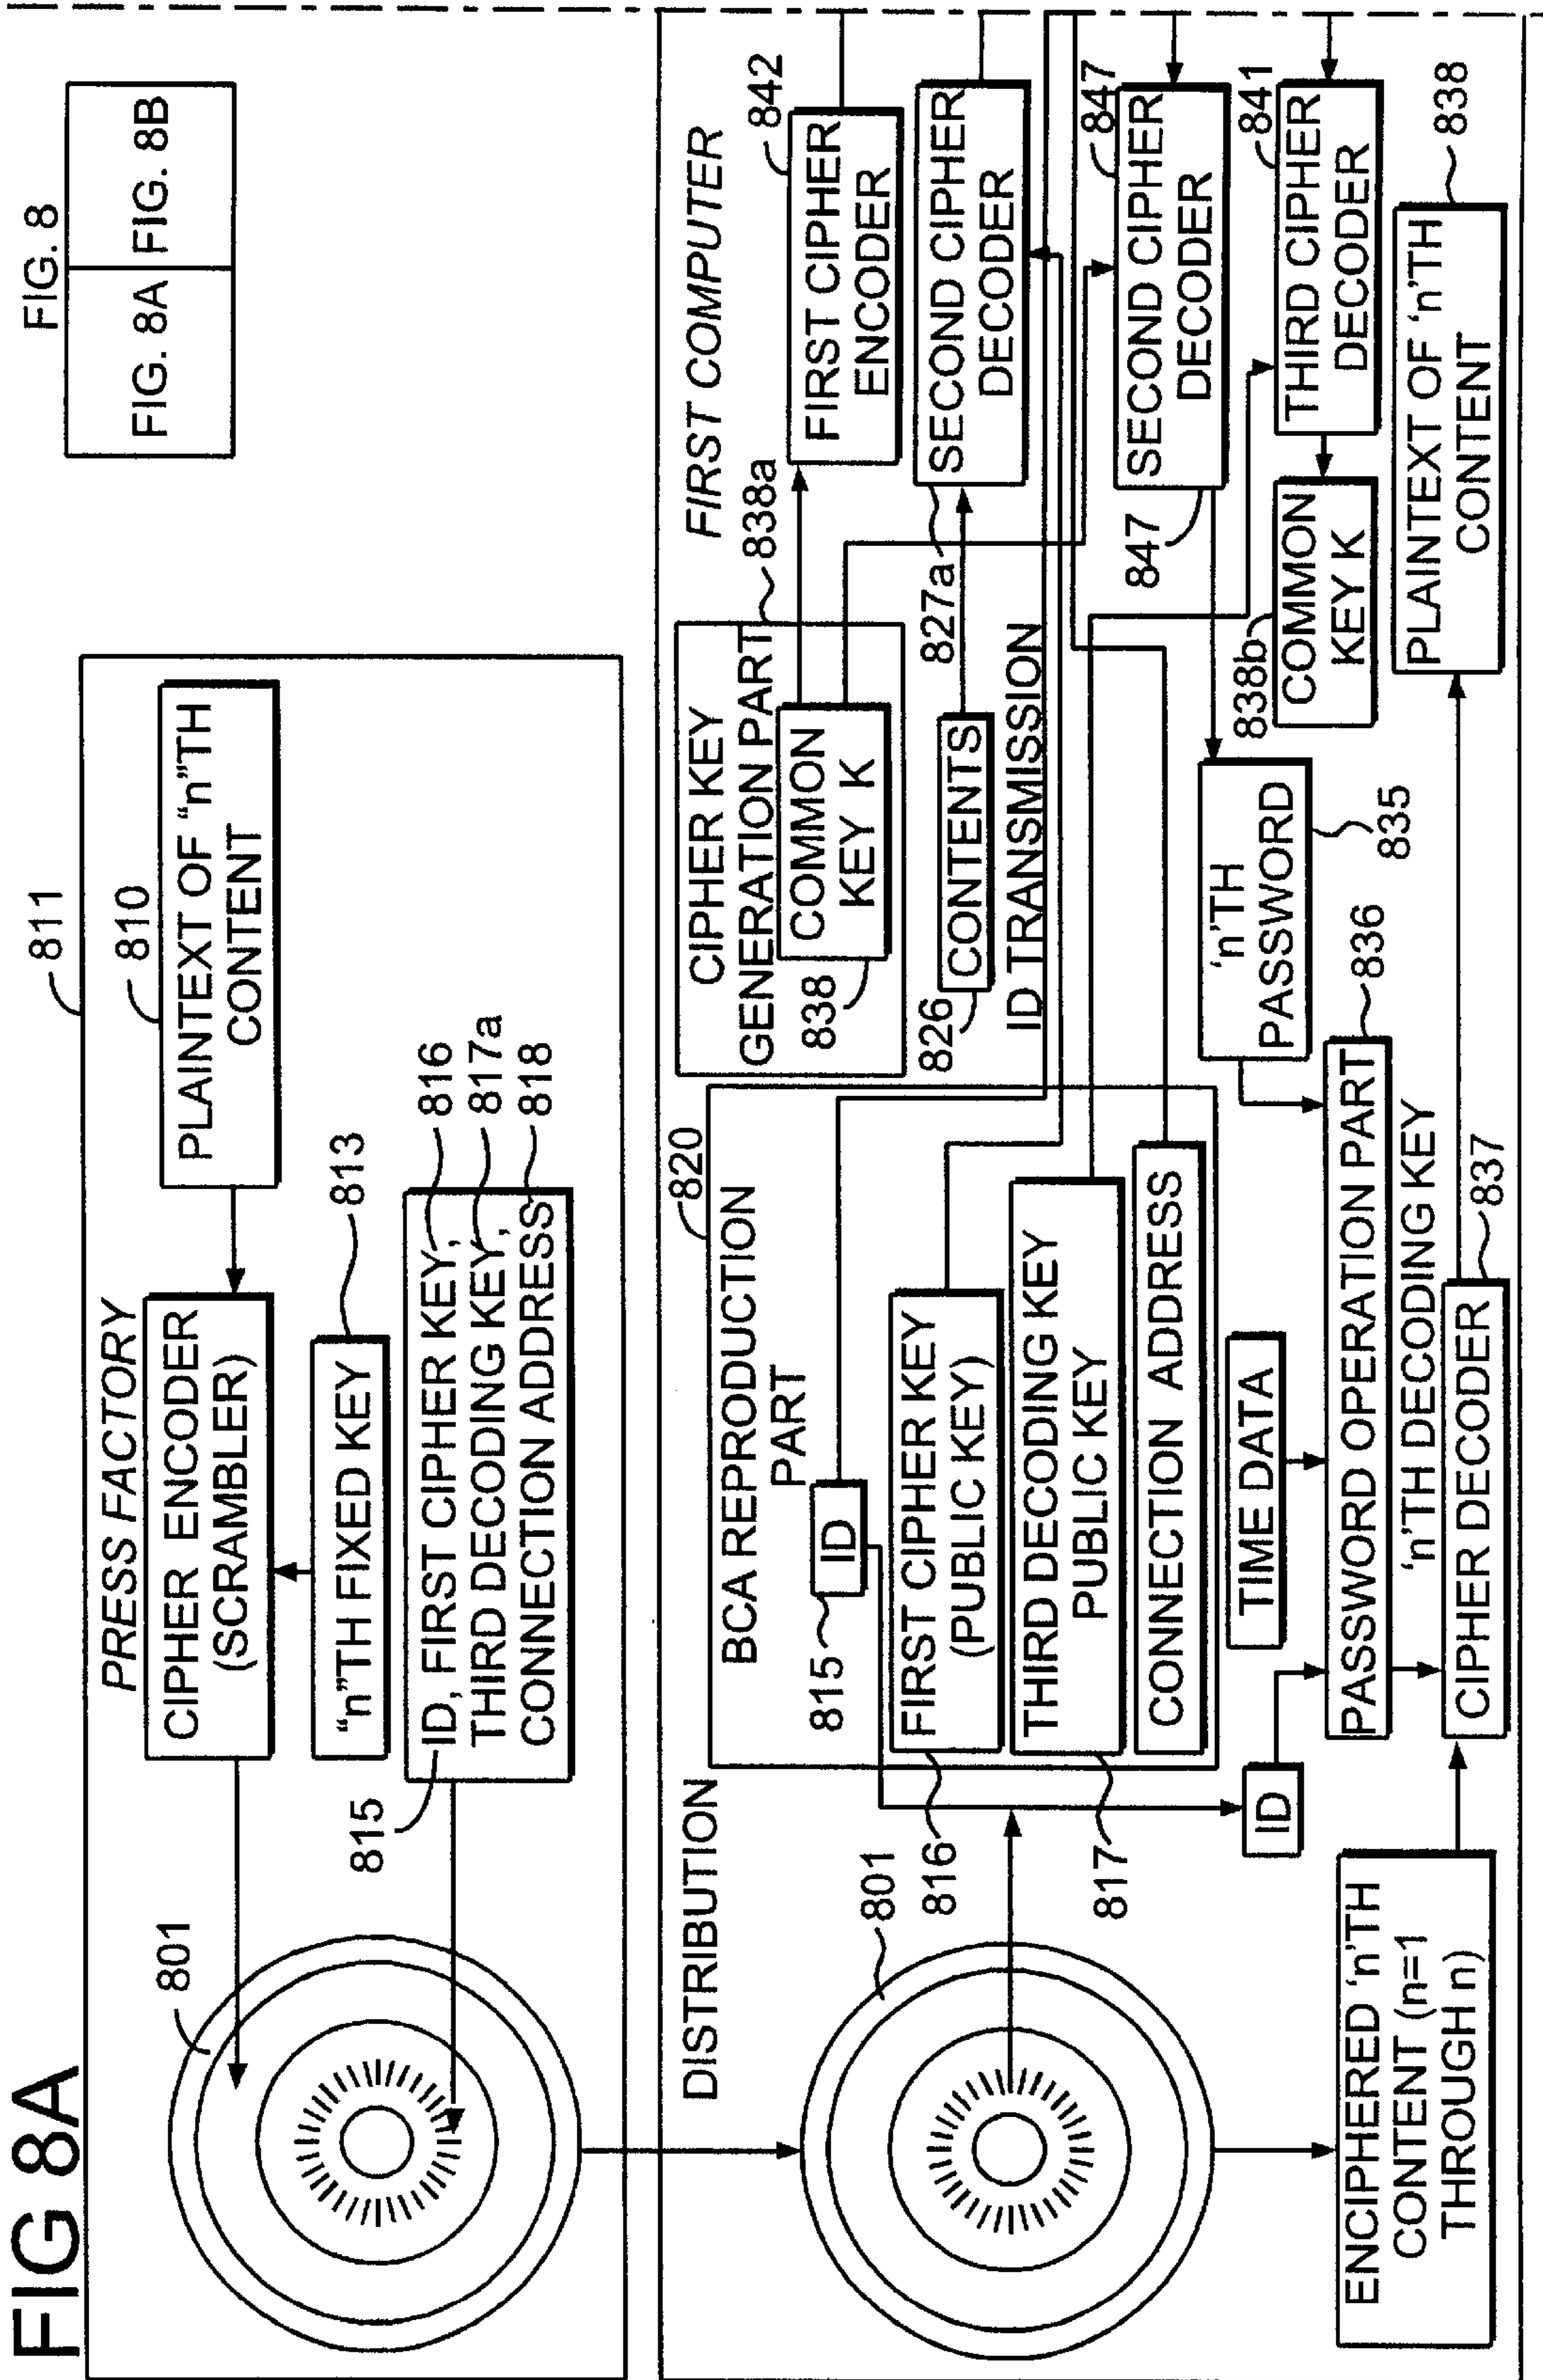 FIG 8A
FIG. 8
FIG. 8A
FIG. 8B
811
PRESS FACTORY
810
PLAINTEXT OF "n"TH
CONTENT
CIPHER ENCODER
(SCRAMBLER)
813
"n"TH FIXED KEY
801
815
ID, FIRST CIPHER KEY,
THIRD DECODING KEY,
CONNECTION ADDRESS
816
817a
818
DISTRIBUTION
801
FIRST COMPUTER
820
BCA REPRODUCTION
PART
815
ID
816
FIRST CIPHER KEY
(PUBLIC KEY)
817
THIRD DECODING KEY
PUBLIC KEY
CONNECTION ADDRESS
CIPHER KEY
GENERATION PART
838a
COMMON
KEY K
838
826
CONTENTS
827a
ID TRANSMISSION
FIRST CIPHER
ENCODER
842
SECOND CIPHER
DECODER
SECOND CIPHER
DECODER
847
847
THIRD CIPHER
DECODER
841
838b
COMMON
KEY K
'n'TH
PASSWORD
835
TIME DATA
ID
PASSWORD OPERATION PART
836
'n'TH DECODING KEY
CIPHER DECODER
837
PLAINTEXT OF 'n'TH
CONTENT
838
ENCIPHERED 'n'TH
CONTENT (n=1
THROUGH n)